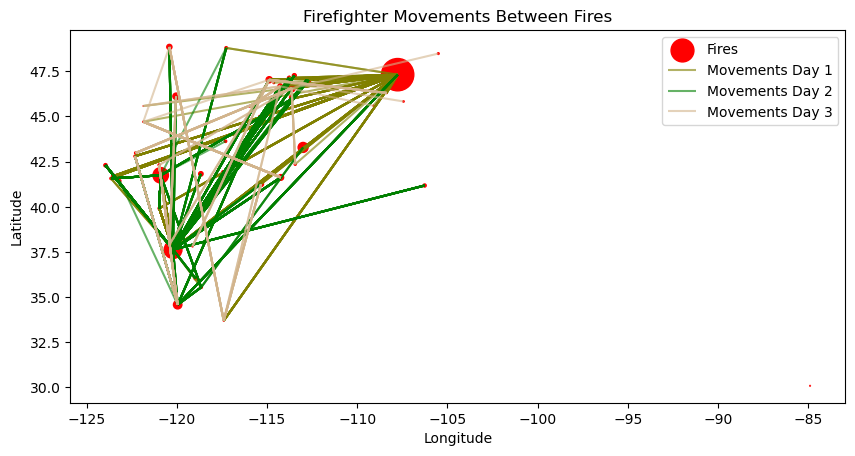 Firefighter Movements Between Fires
Fires
Movements Day 1
Movements Day 2
Movements Day 3
Latitude
47.5
45.0
42.5
40.0
37.5
35.0
32.5
30.0
−125
−120
−115
−110
−105
−100
−95
−90
−85
Longitude